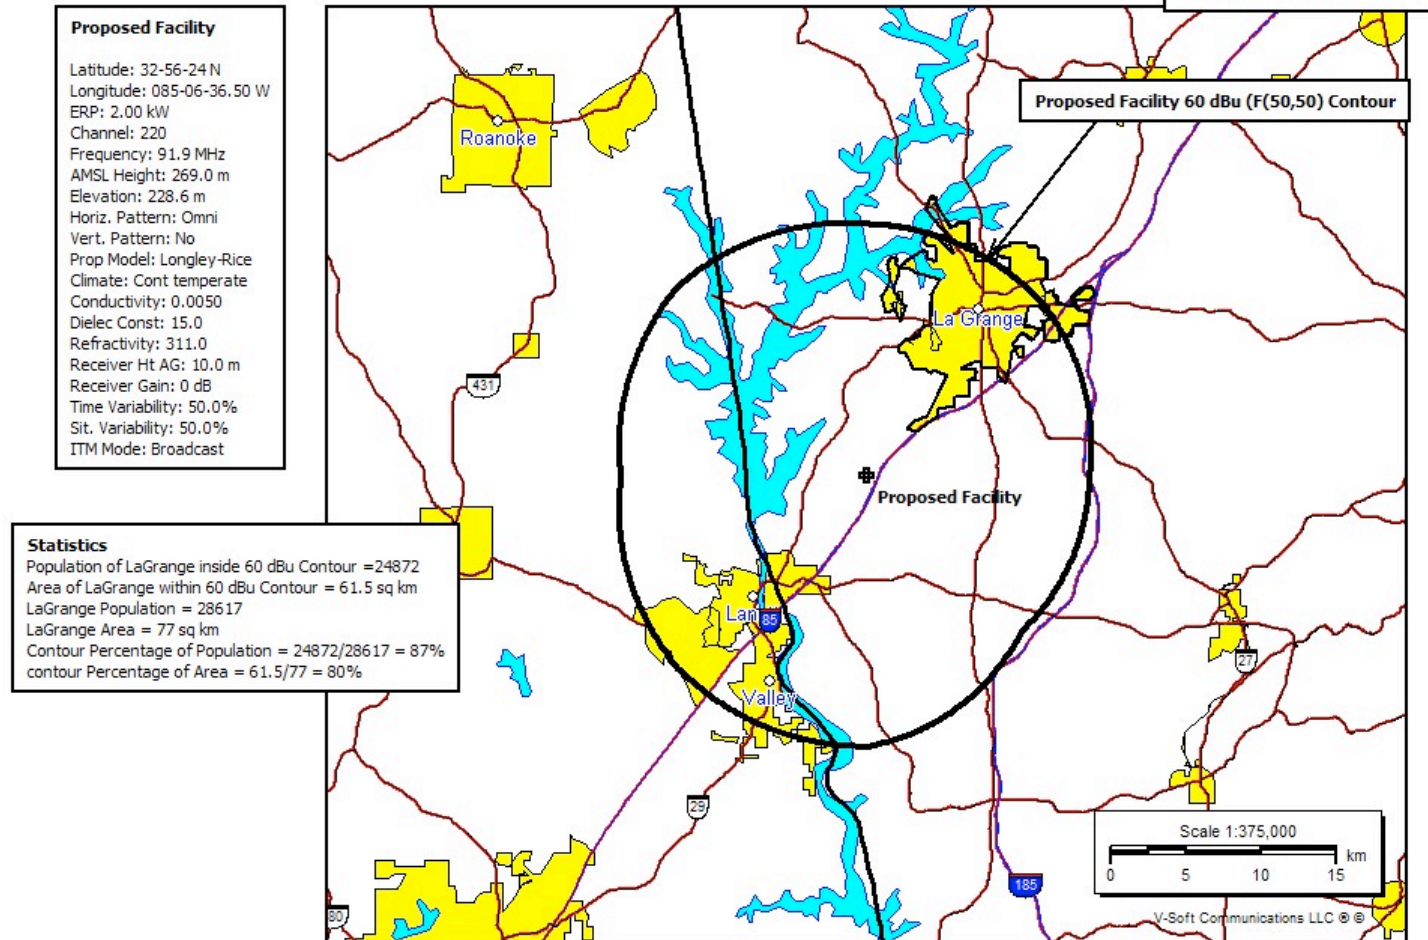 Proposed Facility
Latitude: 32-56-24 N
Longitude: 085-06-36.50 W
ERP: 2.00 kW
Channel: 220
Frequency: 91.9 MHz
AMSL Height: 269.0 m
Elevation: 228.6 m
Horiz. Pattern: Omni
Vert. Pattern: No
Prop Model: Longley-Rice
Climate: Cont temperate
Conductivity: 0.0050
Dielec Const: 15.0
Refractivity: 311.0
Receiver Ht AG: 10.0 m
Receiver Gain: 0 dB
Time Variability: 50.0%
Sit. Variability: 50.0%
ITM Mode: Broadcast
Proposed Facility 60 dBu (F(50,50) Contour
Roanoke
La Grange
431
Proposed Facility
Statistics
Population of LaGrange inside 60 dBu Contour =24872
Area of LaGrange within 60 dBu Contour = 61.5 sq km
LaGrange Population = 28617
LaGrange Area = 77 sq km
Contour Percentage of Population = 24872/28617 = 87%
contour Percentage of Area = 61.5/77 = 80%
Lan
85
27
Valley
29
Scale 1:375,000
km
0 5 10 15
185
80
V-Soft Communications LLC ® ©